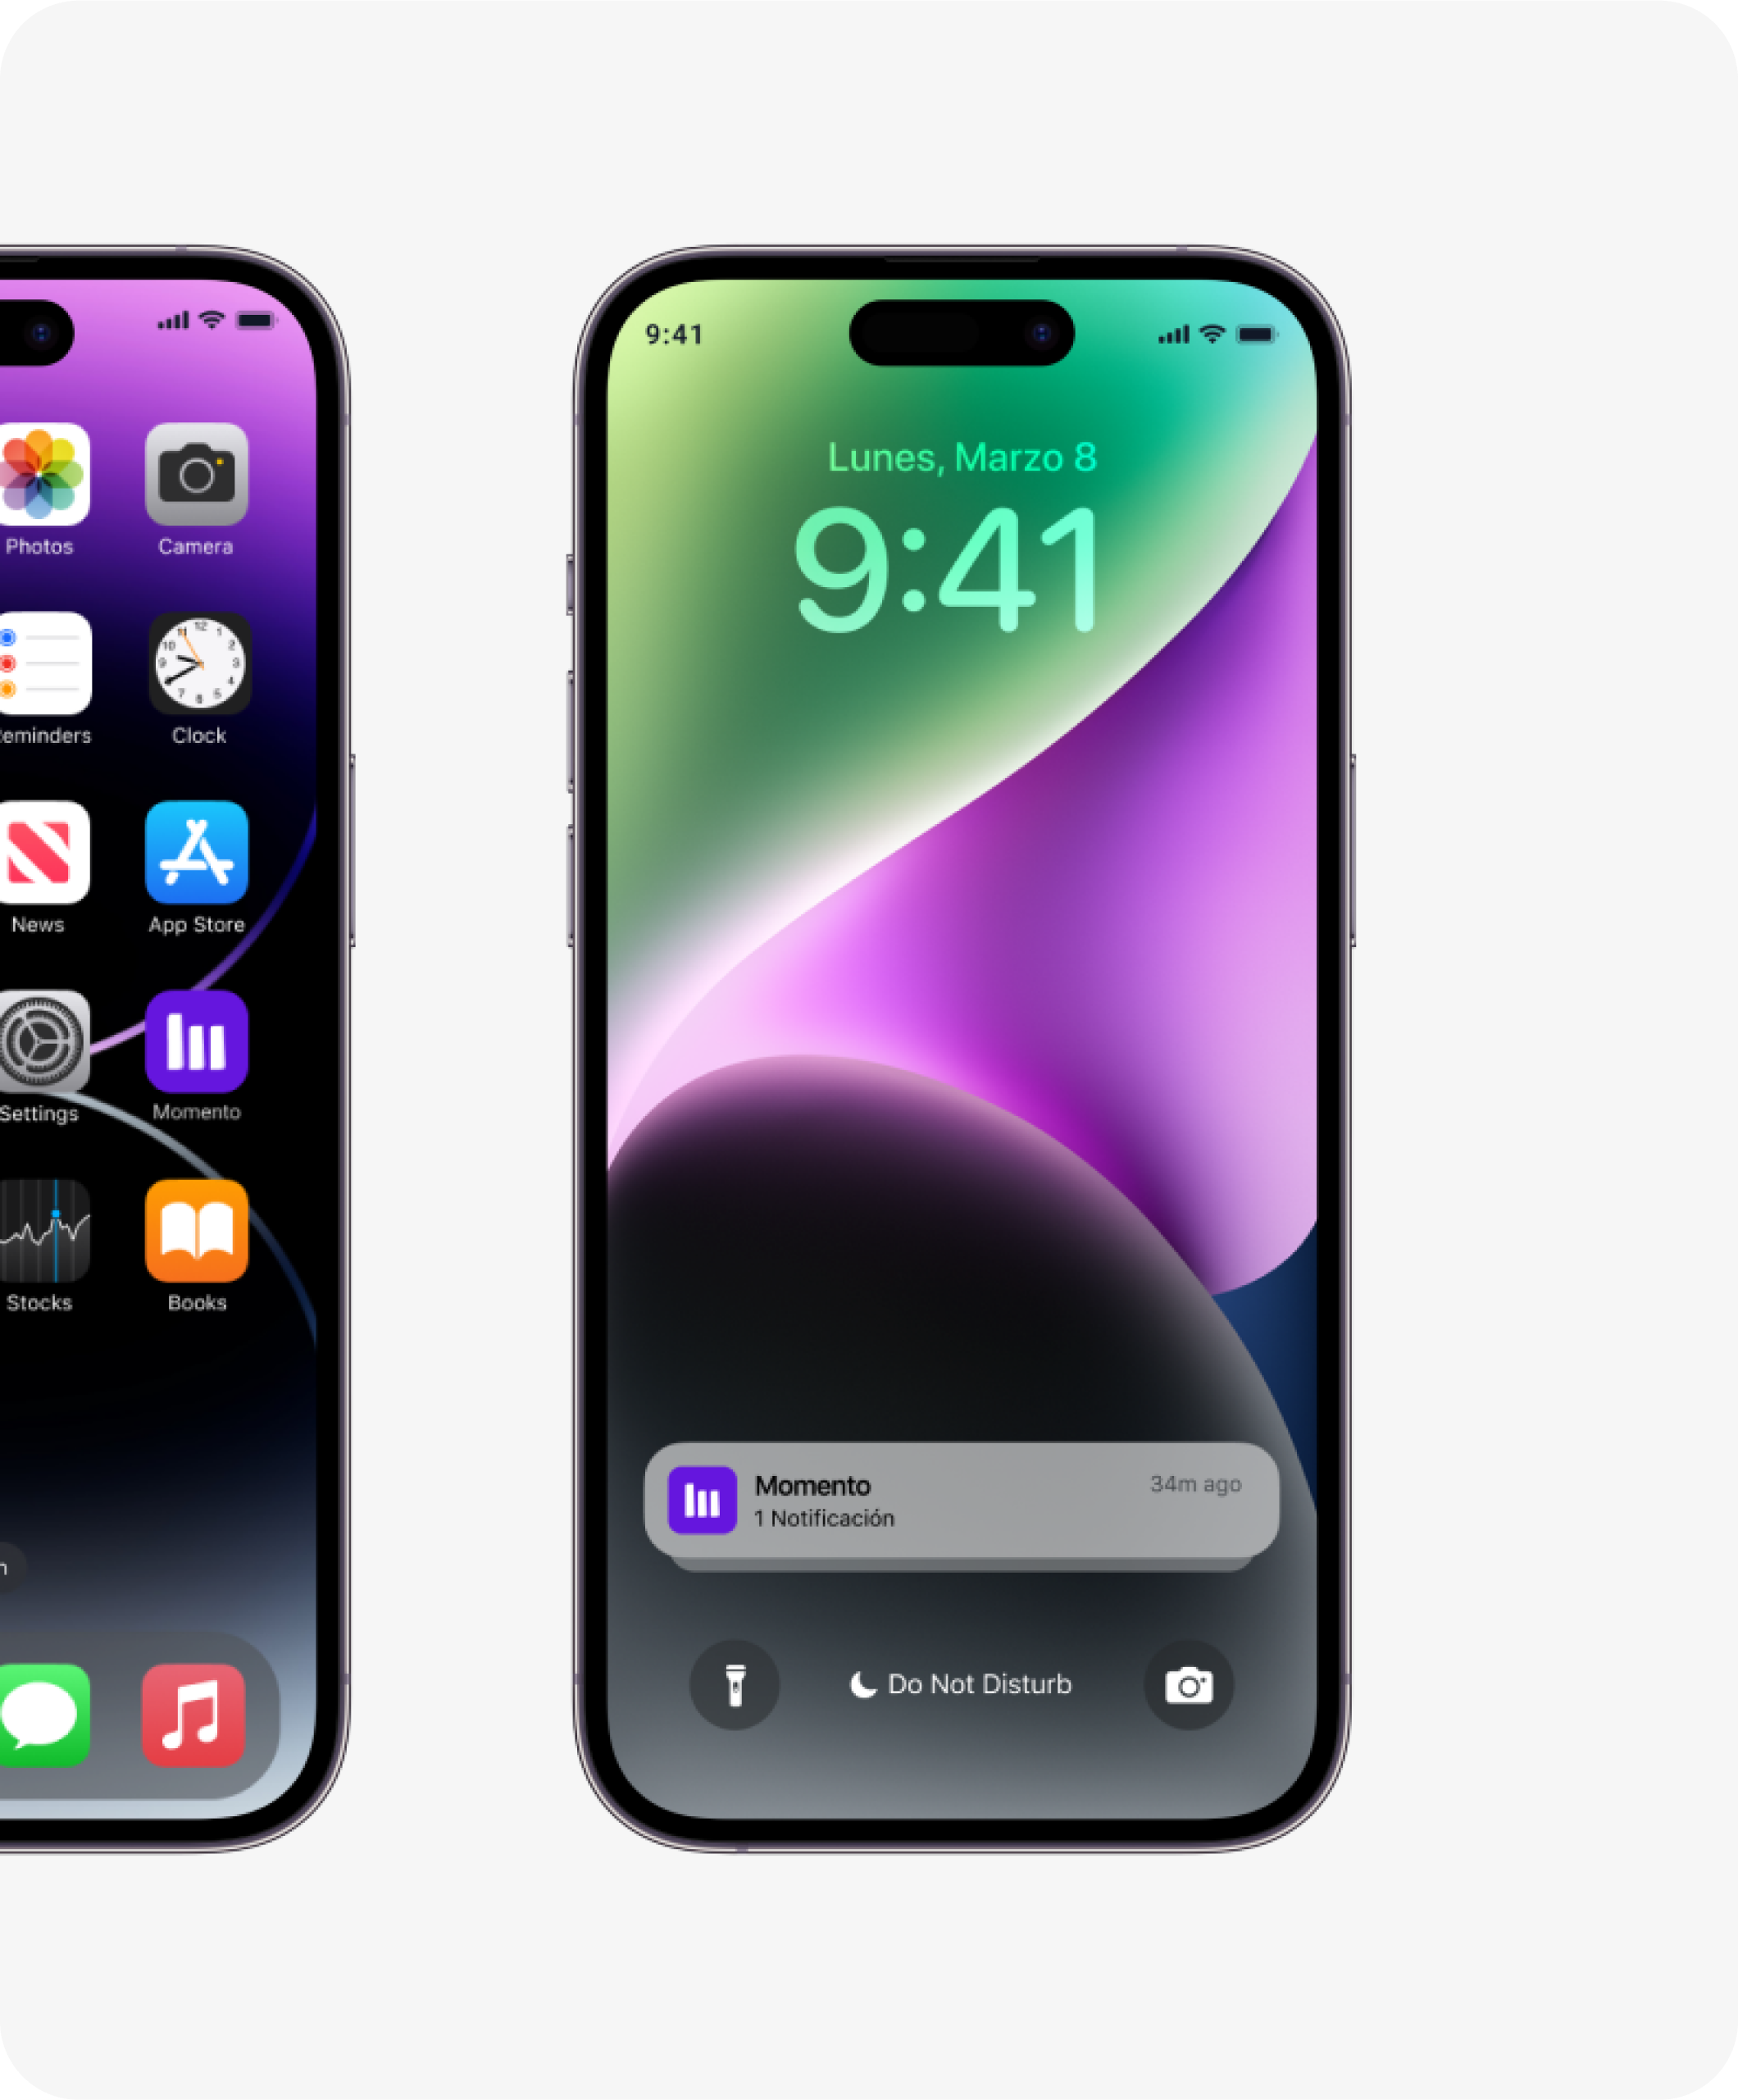 Photos
Camera
eminders
Clock
News
App Store
Settings
Momento
Stocks
Books
9:41
Lunes, Marzo 8
9:41
Momento
34m ago
1 Notificación
Do Not Disturb